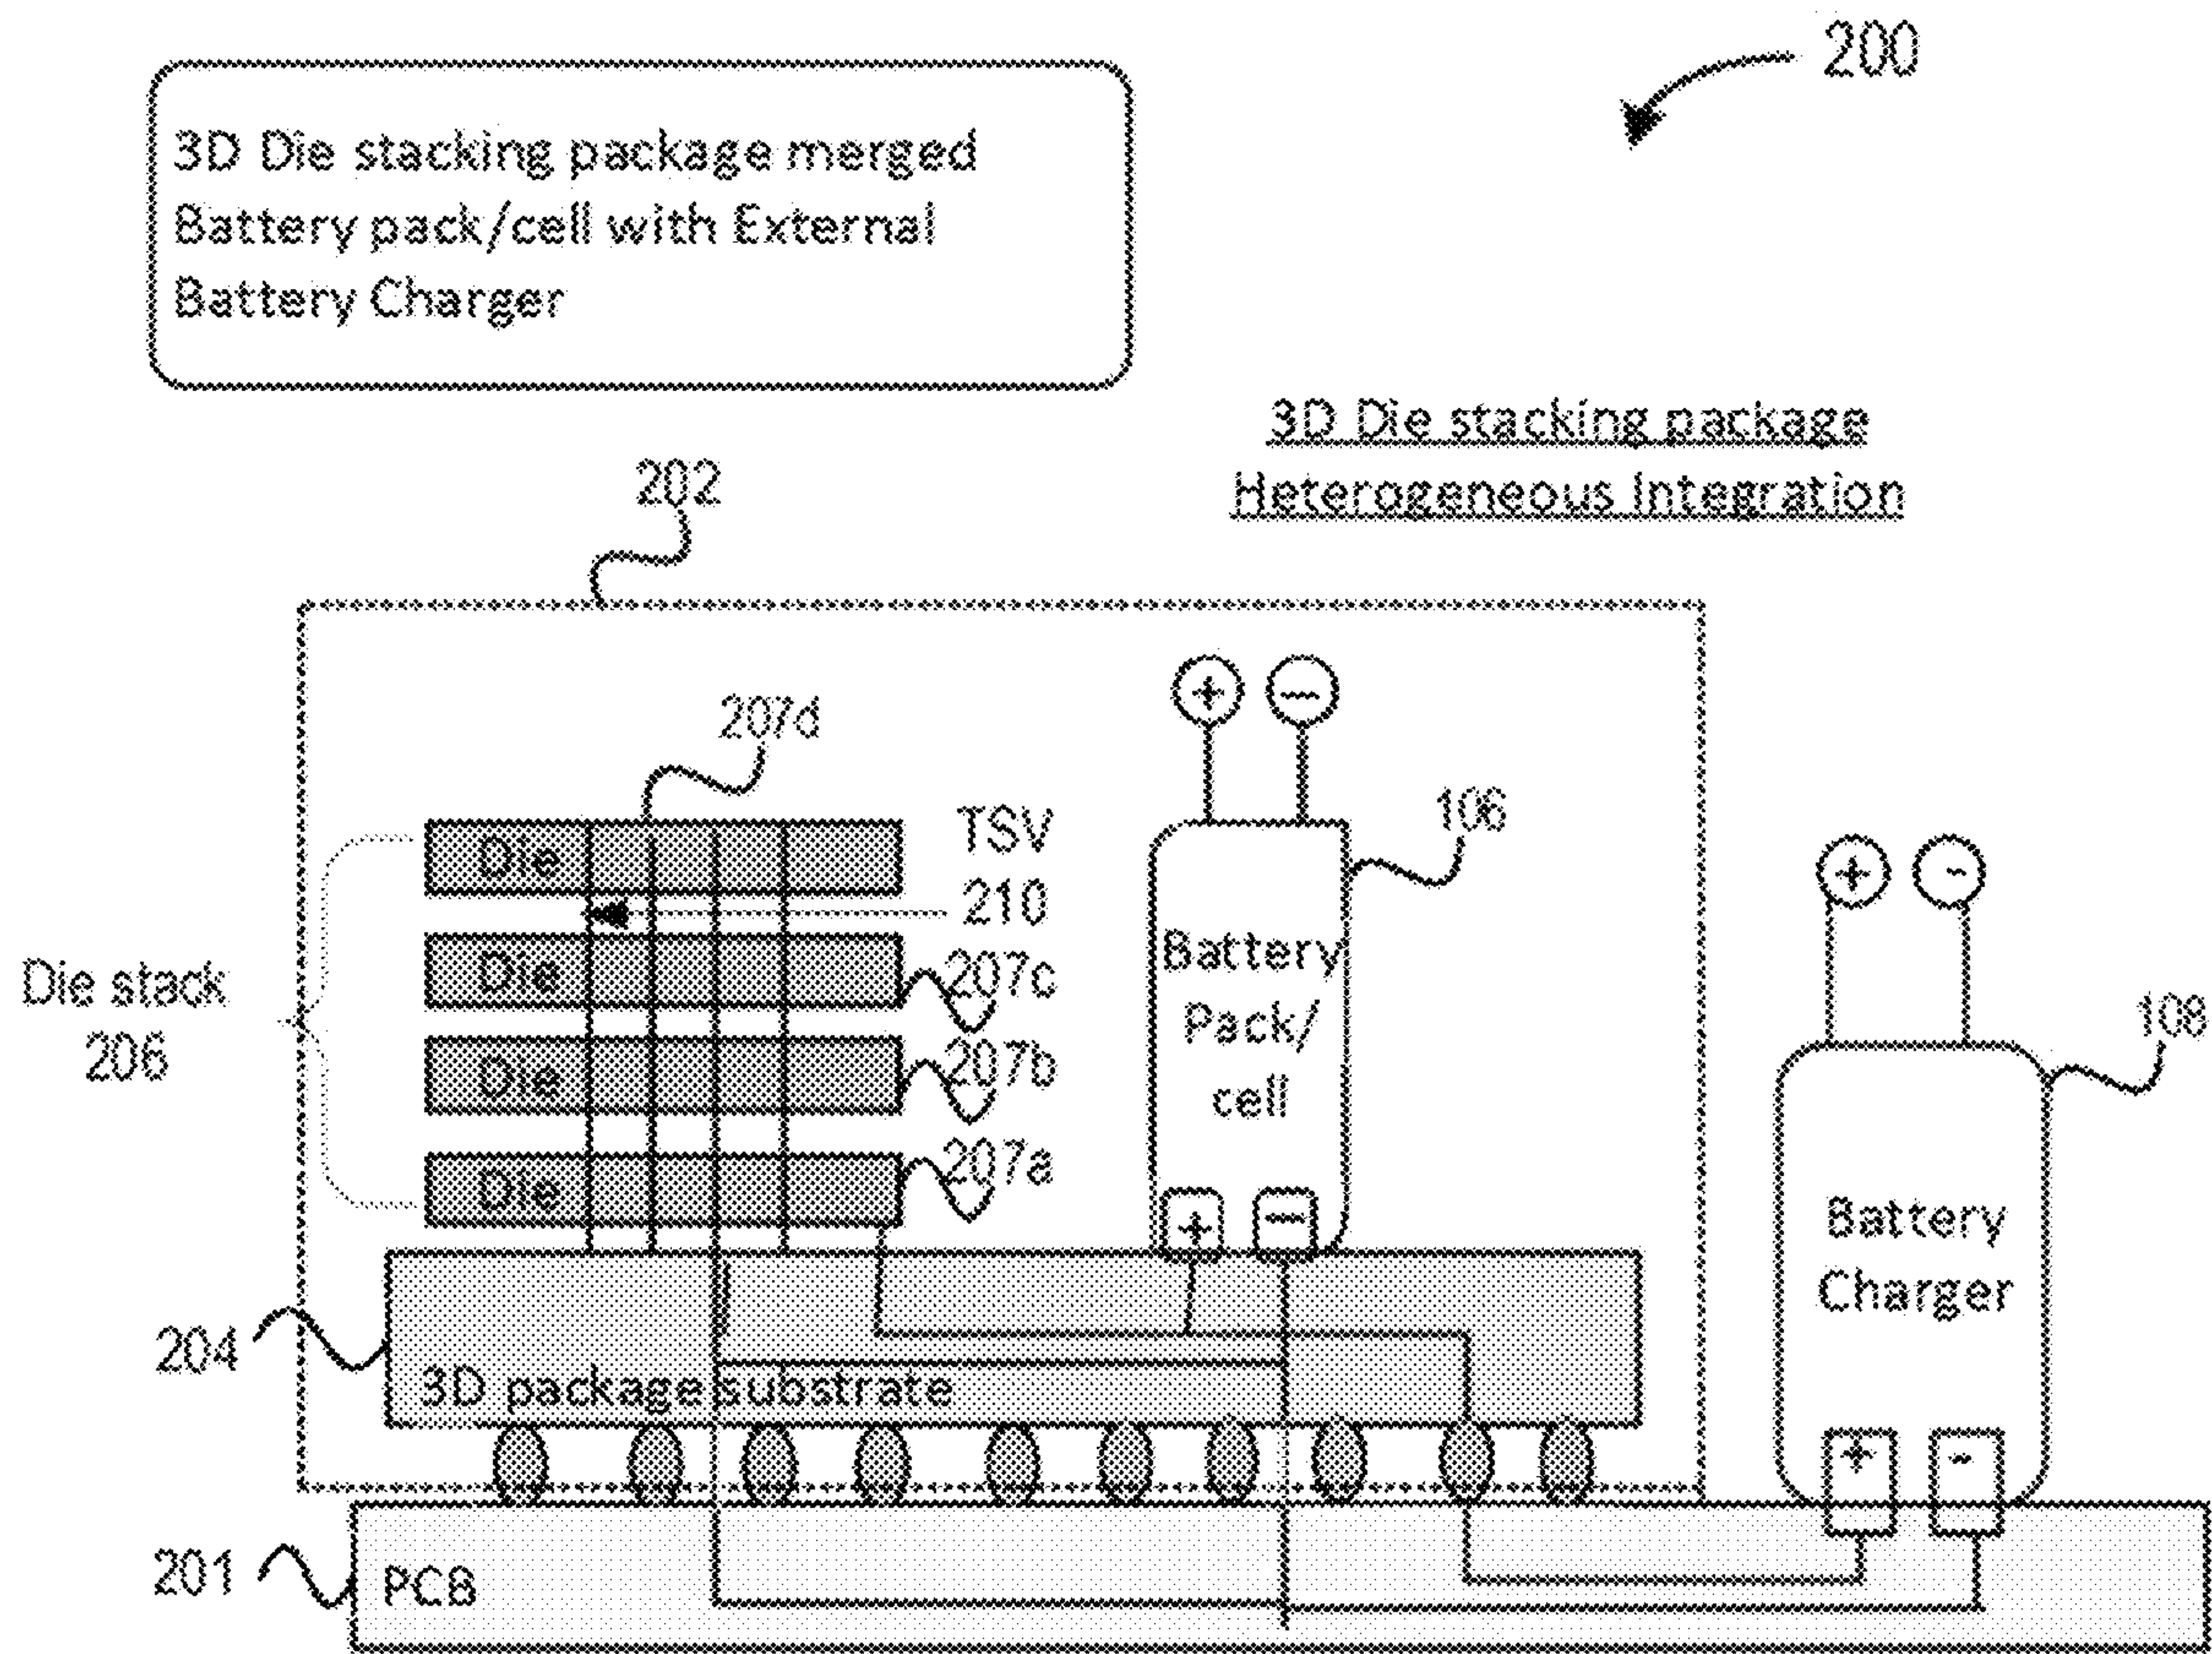 200
3D Die stacking package merged
Battery pack/cell with External
Battery Charger
3D Die stacking package
Heterogeneous Integration
202
+ −
207d
TSV
210
106
+ -
Die
Die
207c
Die stack
206
Battery
Pack/
cell
108
Die
207b
Die
207a
+ −
Battery
Charger
204
3D package substrate
+ -
201
PCB